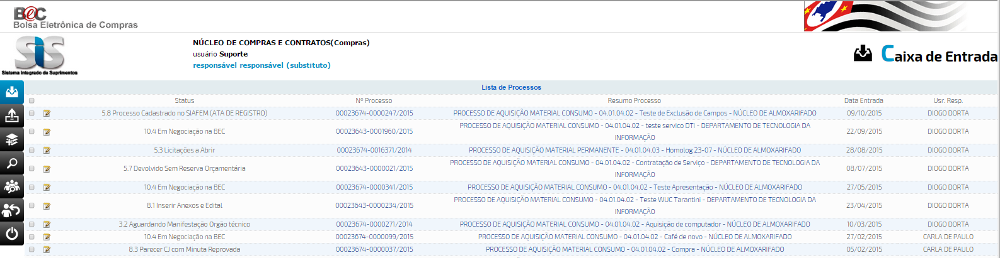 BeC
Bolsa Eletrônica de Compras
SiS
Sistema Integrado de Suprimentos
NÚCLEO DE COMPRAS E CONTRATOS(Compras)
usuário Suporte
responsável responsável (substituto)
Caixa de Entrada
Lista de Processos
Status Nº Processo Resumo Processo Data Entrada Usr. Resp.
5.8 Processo Cadastrado no SIAFEM (ATA DE REGISTRO) 00023674-0000247/2015 PROCESSO DE AQUISIÇÃO MATERIAL CONSUMO - 04.01.04.02 - Teste de Exclusão de Campos - NÚCLEO DE ALMOXARIFADO 09/10/2015 DIOGO DORTA
10.4 Em Negociação na BEC 00023643-0001960/2015 PROCESSO DE AQUISIÇÃO MATERIAL CONSUMO - 04.01.04.02 - teste servico DTI - DEPARTAMENTO DE TECNOLOGIA DA
INFORMAÇÃO 22/09/2015 DIOGO DORTA
5.3 Licitações a Abrir 00023674-0016371/2014 PROCESSO DE AQUISIÇÃO MATERIAL PERMANENTE - 04.01.04.03 - Homolog 23-07 - NÚCLEO DE ALMOXARIFADO 28/08/2015 DIOGO DORTA
5.7 Devolvido Sem Reserva Orçamentária 00023643-0000021/2015 PROCESSO DE AQUISIÇÃO MATERIAL CONSUMO - 04.01.04.02 - Contratação de Serviço - DEPARTAMENTO DE TECNOLOGIA DA
INFORMAÇÃO 08/07/2015 DIOGO DORTA
10.4 Em Negociação na BEC 00023674-0000341/2015 PROCESSO DE AQUISIÇÃO MATERIAL CONSUMO - 04.01.04.02 - Teste Apresentação - NÚCLEO DE ALMOXARIFADO 27/05/2015 DIOGO DORTA
8.1 Inserir Anexos e Edital 00023643-0000234/2015 PROCESSO DE AQUISIÇÃO MATERIAL CONSUMO - 04.01.04.02 - Teste WUC Tarantini - DEPARTAMENTO DE TECNOLOGIA DA
INFORMAÇÃO 23/04/2015 DIOGO DORTA
3.2 Aguardando Manifestação Orgão técnico 00023674-0000271/2014 PROCESSO DE AQUISIÇÃO MATERIAL CONSUMO - 04.01.04.02 - Aquisição de computador - NÚCLEO DE ALMOXARIFADO 10/03/2015 DIOGO DORTA
10.4 Em Negociação na BEC 00023674-0000099/2015 PROCESSO DE AQUISIÇÃO MATERIAL CONSUMO - 04.01.04.02 - Café de novo - NÚCLEO DE ALMOXARIFADO 27/02/2015 CARLA DE PAULO
8.3 Parecer CJ com Minuta Reprovada 00023674-0000037/2015 PROCESSO DE AQUISIÇÃO MATERIAL CONSUMO - 04.01.04.02 - Compra - NÚCLEO DE ALMOXARIFADO 05/02/2015 CARLA DE PAULO